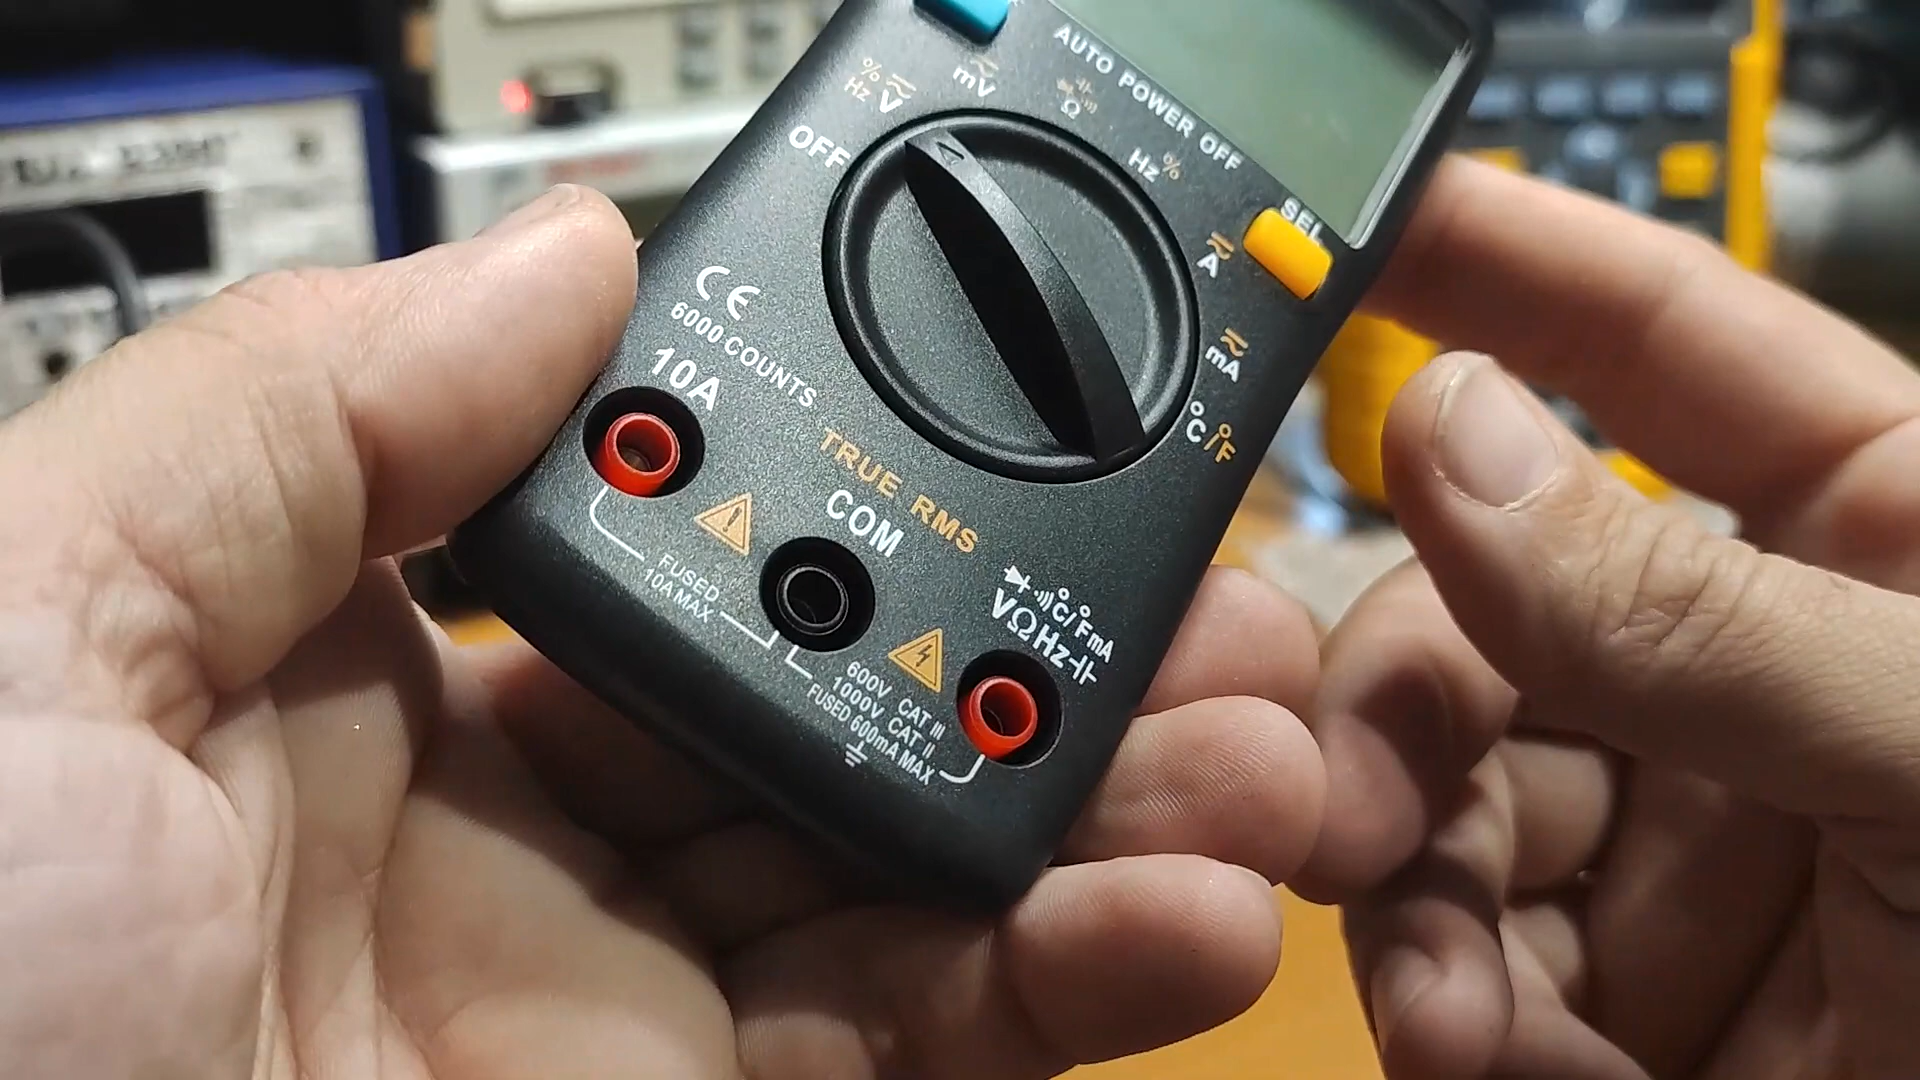 AUTO POWER OFF
mV
% Hz V
Ω
OFF
Hz %
SEL
A
mA
°C/°F
CE
6000 COUNTS
10A
TRUE RMS
COM
FUSED
10A MAX
°C/°F mA
VΩHz
600V CAT III
1000V CAT II
FUSED 600mA MAX